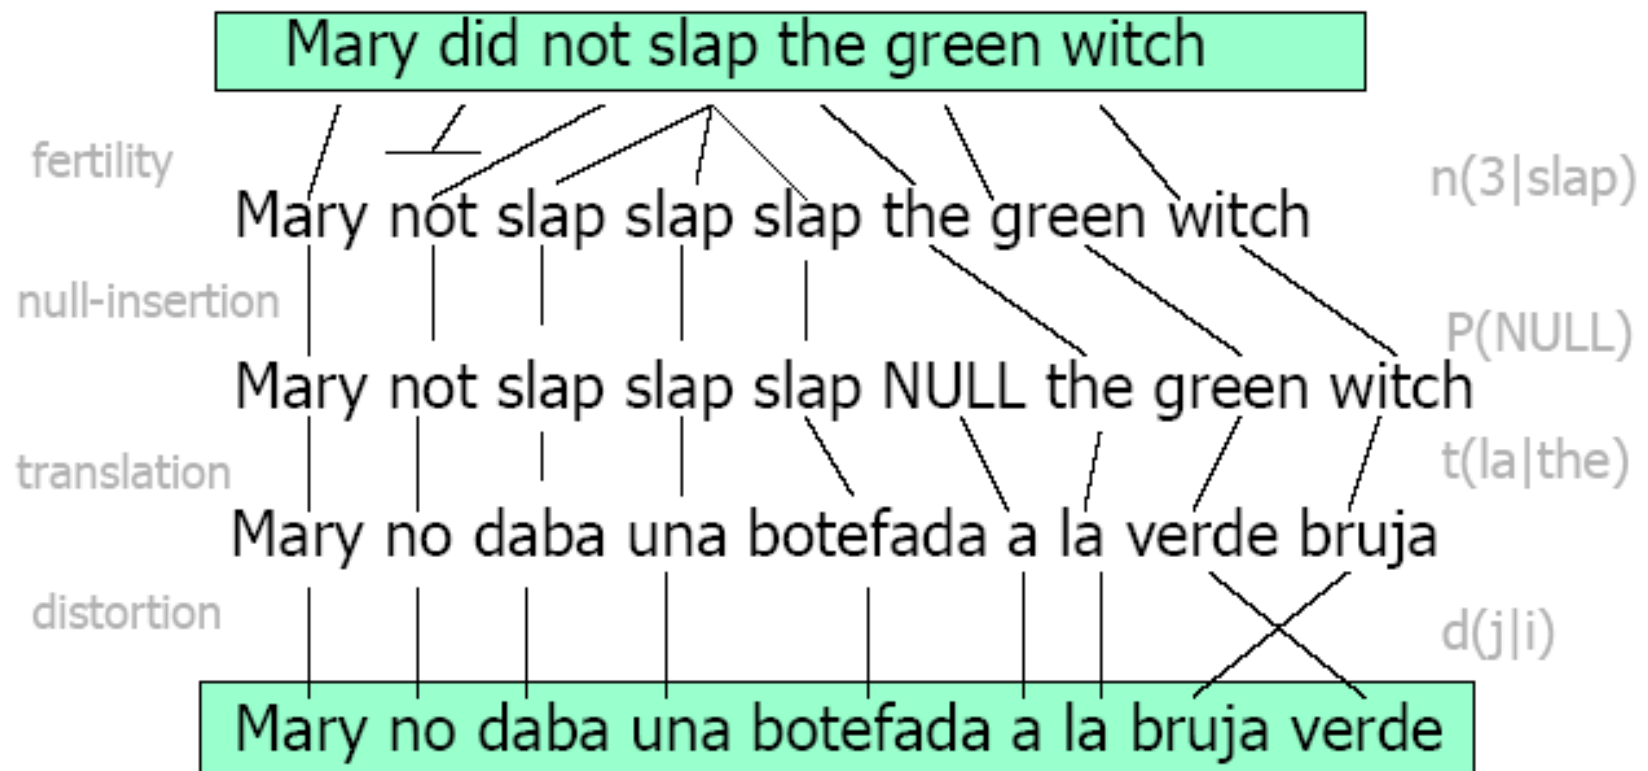 Mary did not slap the green witch
fertility
n(3|slap)
Mary not slap slap slap the green witch
null-insertion
P(NULL)
Mary not slap slap slap NULL the green witch
translation
t(la|the)
Mary no daba una botefada a la verde bruja
distortion
d(j|i)
Mary no daba una botefada a la bruja verde